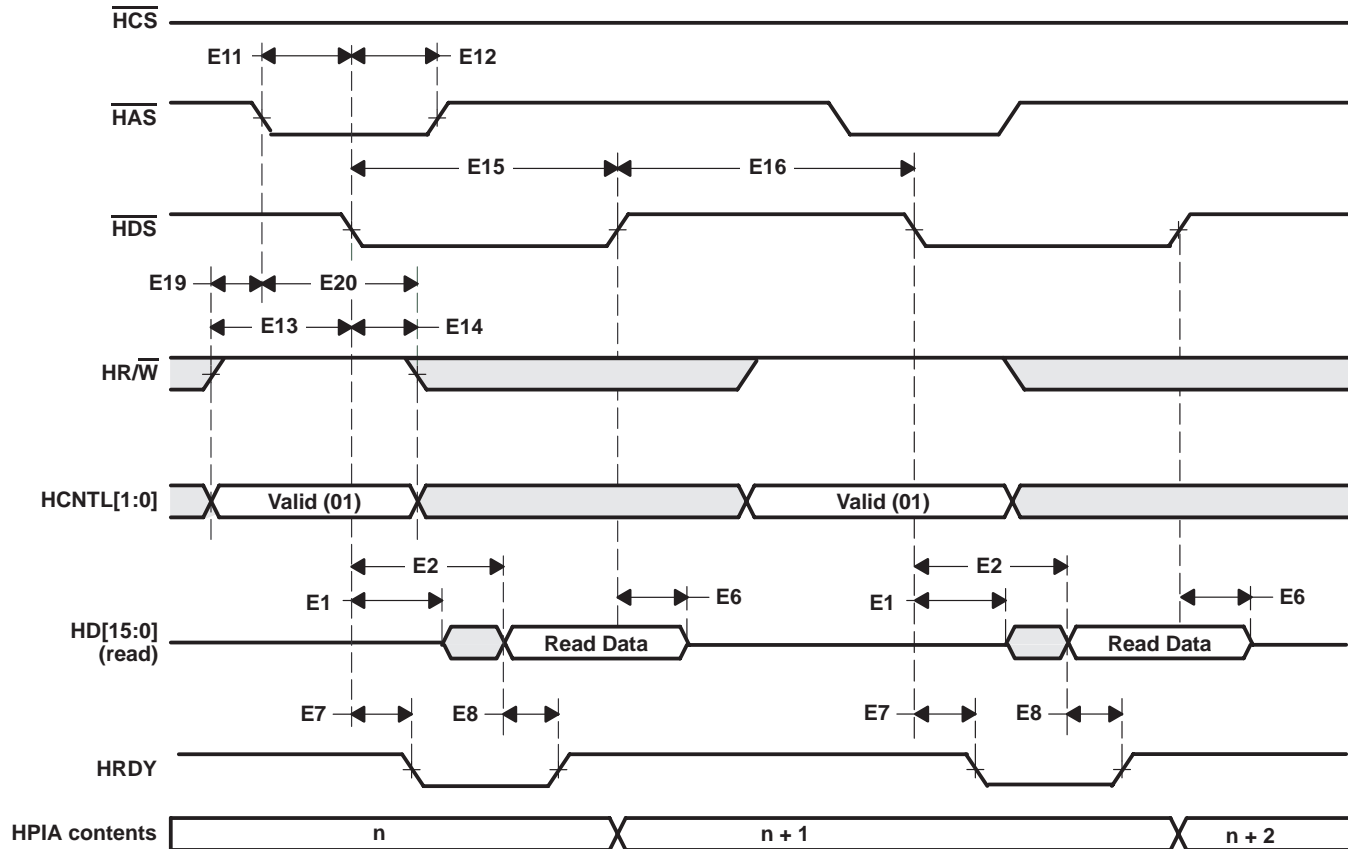 HCS
E11 E12
HAS
E15 E16
HDS
E19 E20
E13 E14
HR/W
HCNTL[1:0] Valid (01) Valid (01)
E2 E2
E1 E6 E1 E6
HD[15:0]
(read)
Read Data Read Data
E7 E8 E7 E8
HRDY
HPIA contents n n + 1 n + 2